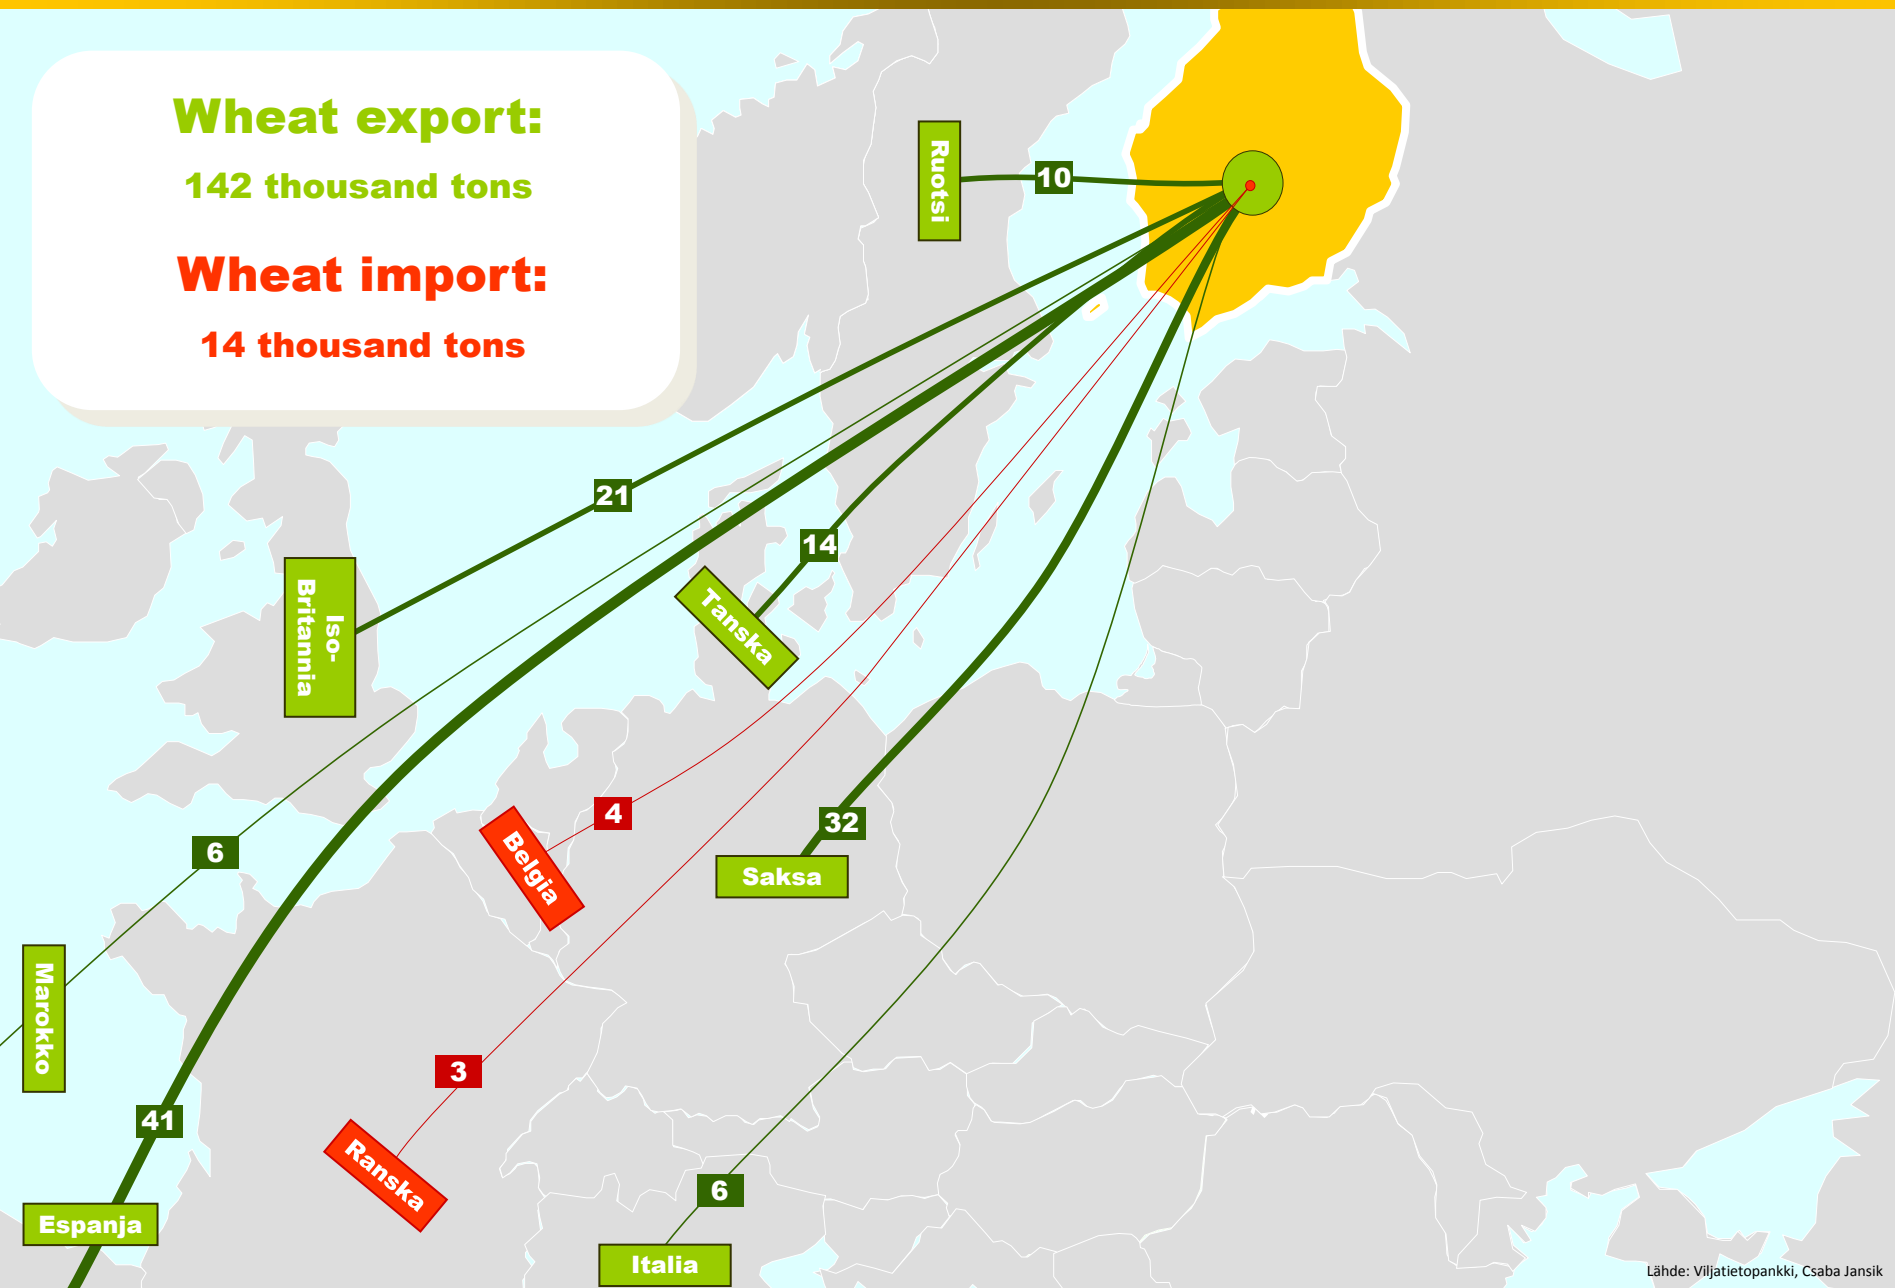 Wheat export:
142 thousand tons
Wheat import:
14 thousand tons
Ruotsi
10
21
14
Iso-
Britannia
Tanska
4
32
6
Belgia
Saksa
Marokko
3
41
Ranska
6
Espanja
Italia
Lähde: Viljatietopankki, Csaba Jansik